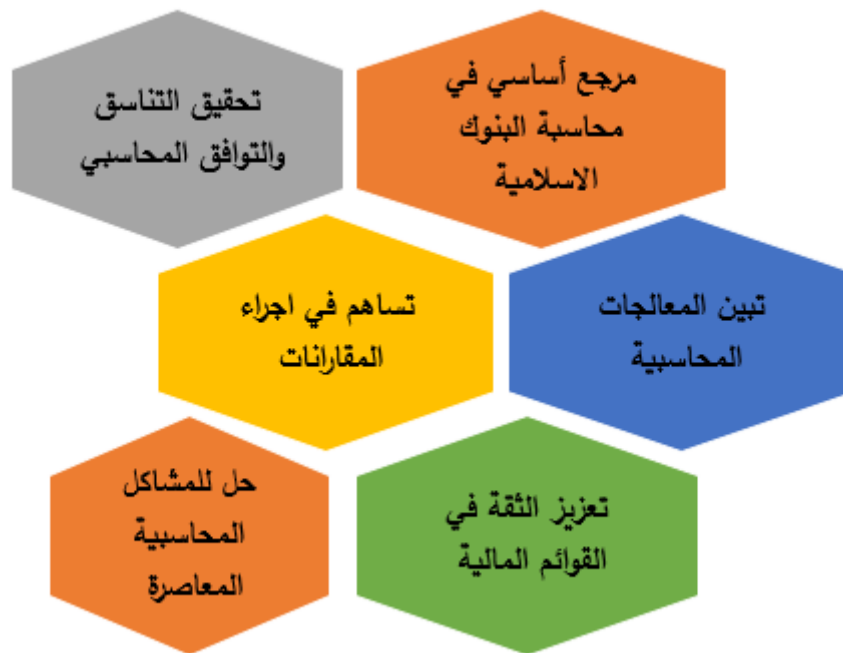 مرجع أساسي في
محاسبة البنوك
الاسلامية
تحقيق التناسق
والتوافق المحاسبي
تبين المعالجات
المحاسبية
تساهم في اجراء
المقارانات
تعزيز الثقة في
القوائم المالية
حل للمشاكل
المحاسبية
المعاصرة